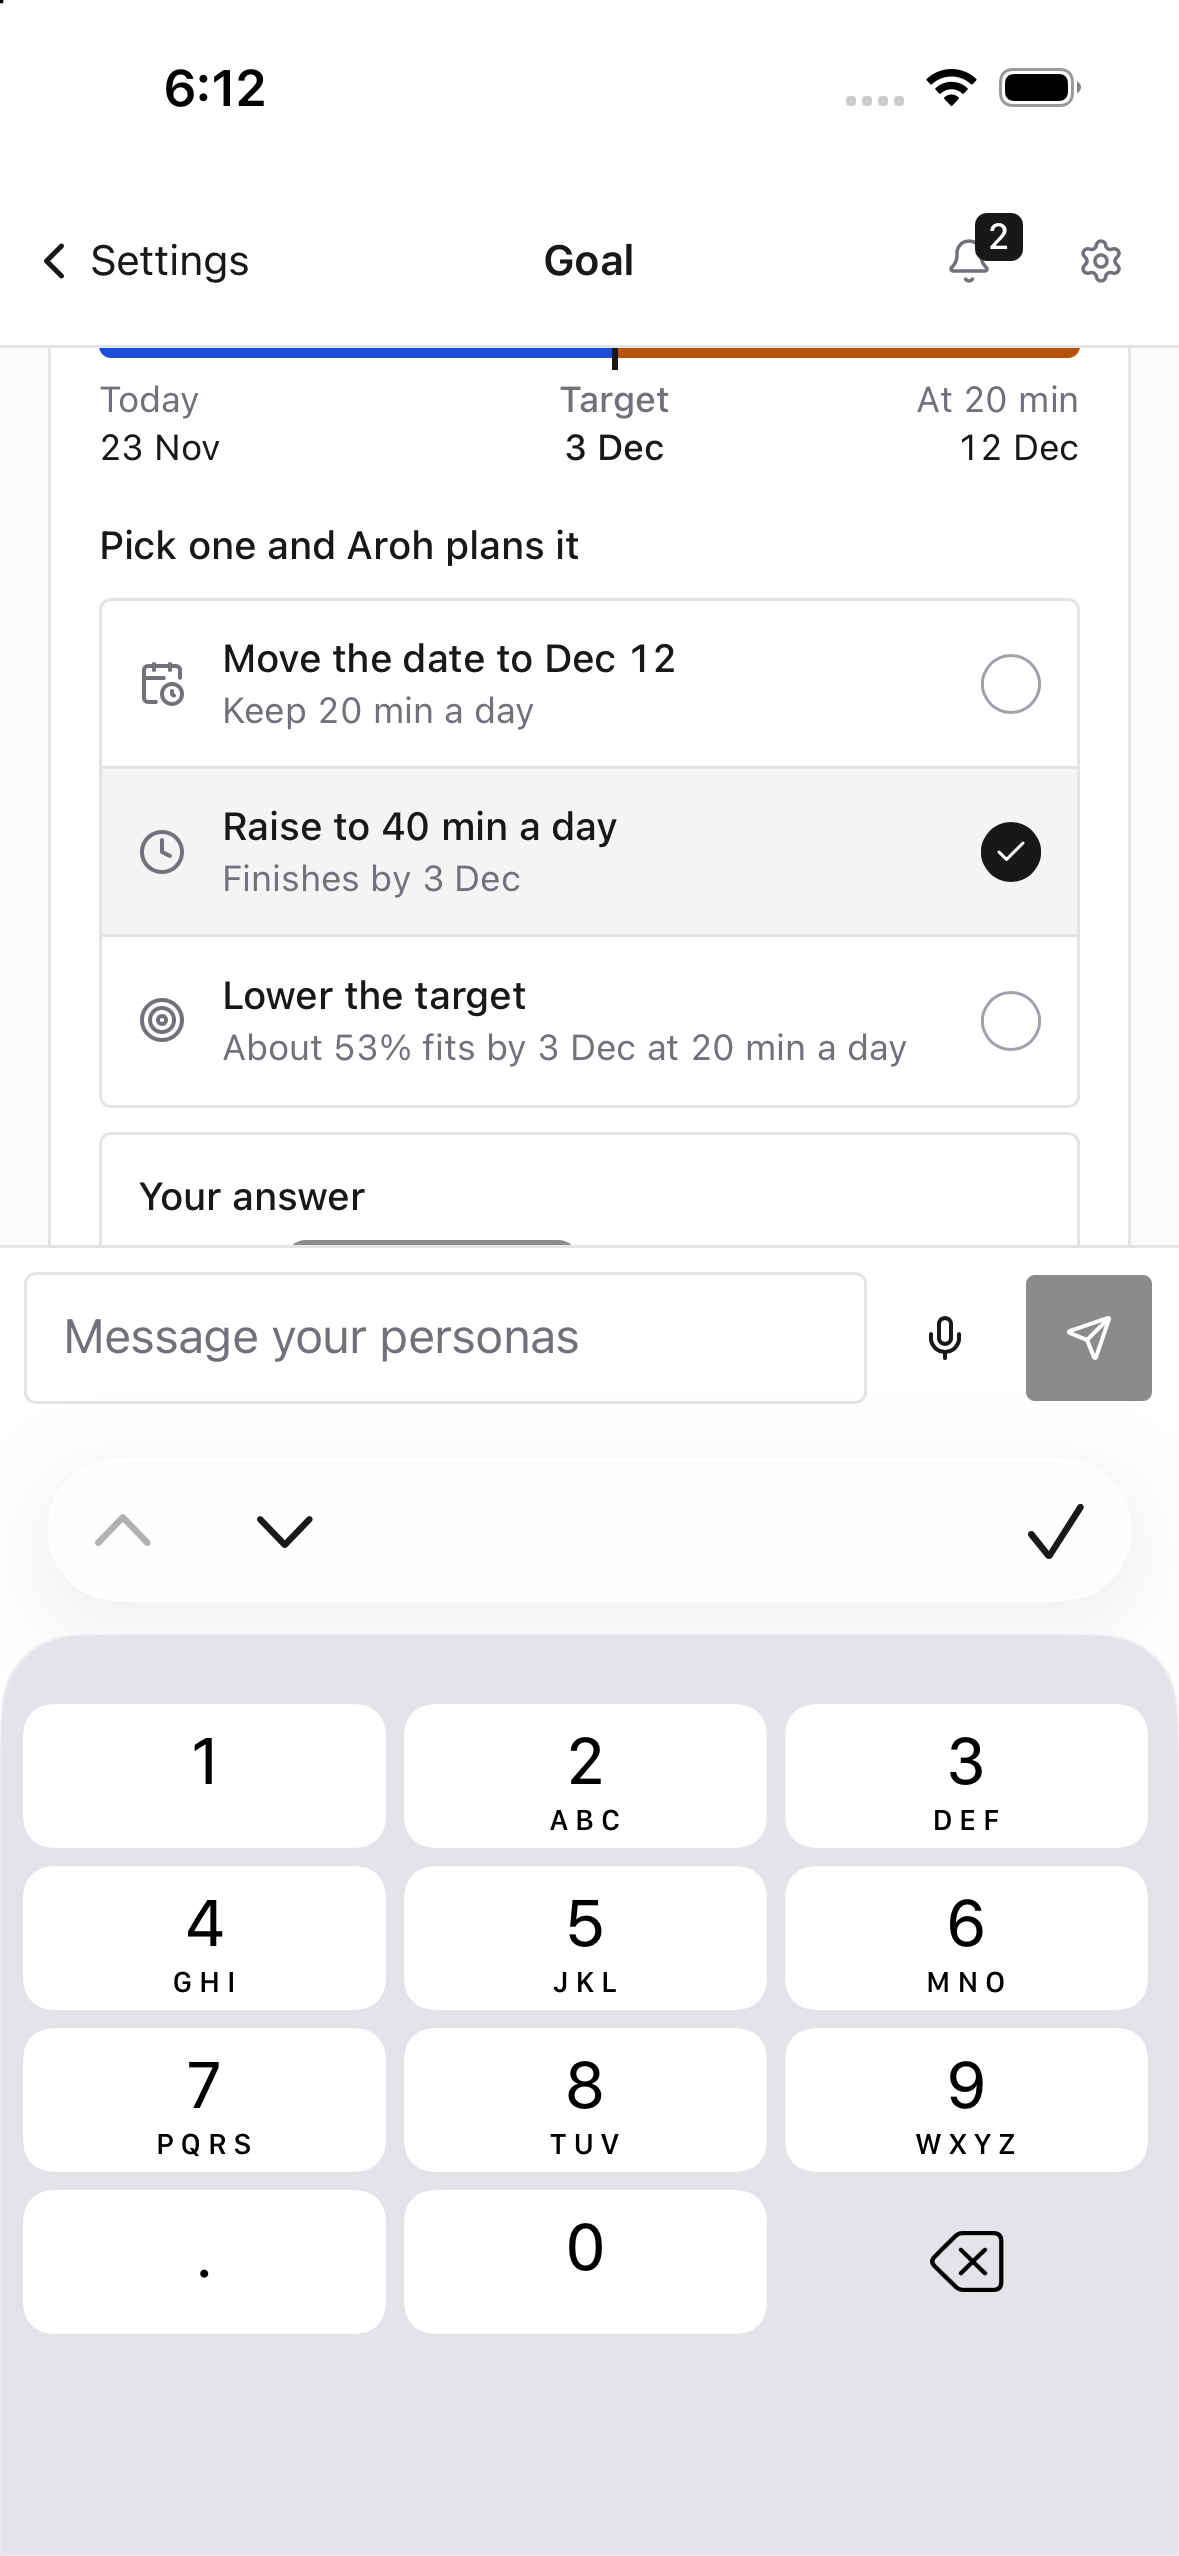 6:12
Settings
Goal
2
Today
Target
At 20 min
23 Nov
3 Dec
12 Dec
Pick one and Aroh plans it
Move the date to Dec 12
Keep 20 min a day
Raise to 40 min a day
Finishes by 3 Dec
Lower the target
About 53% fits by 3 Dec at 20 min a day
Your answer
Message your personas
1
2
ABC
3
DEF
4
GHI
5
JKL
6
MNO
7
PQRS
8
TUV
9
WXYZ
.
0